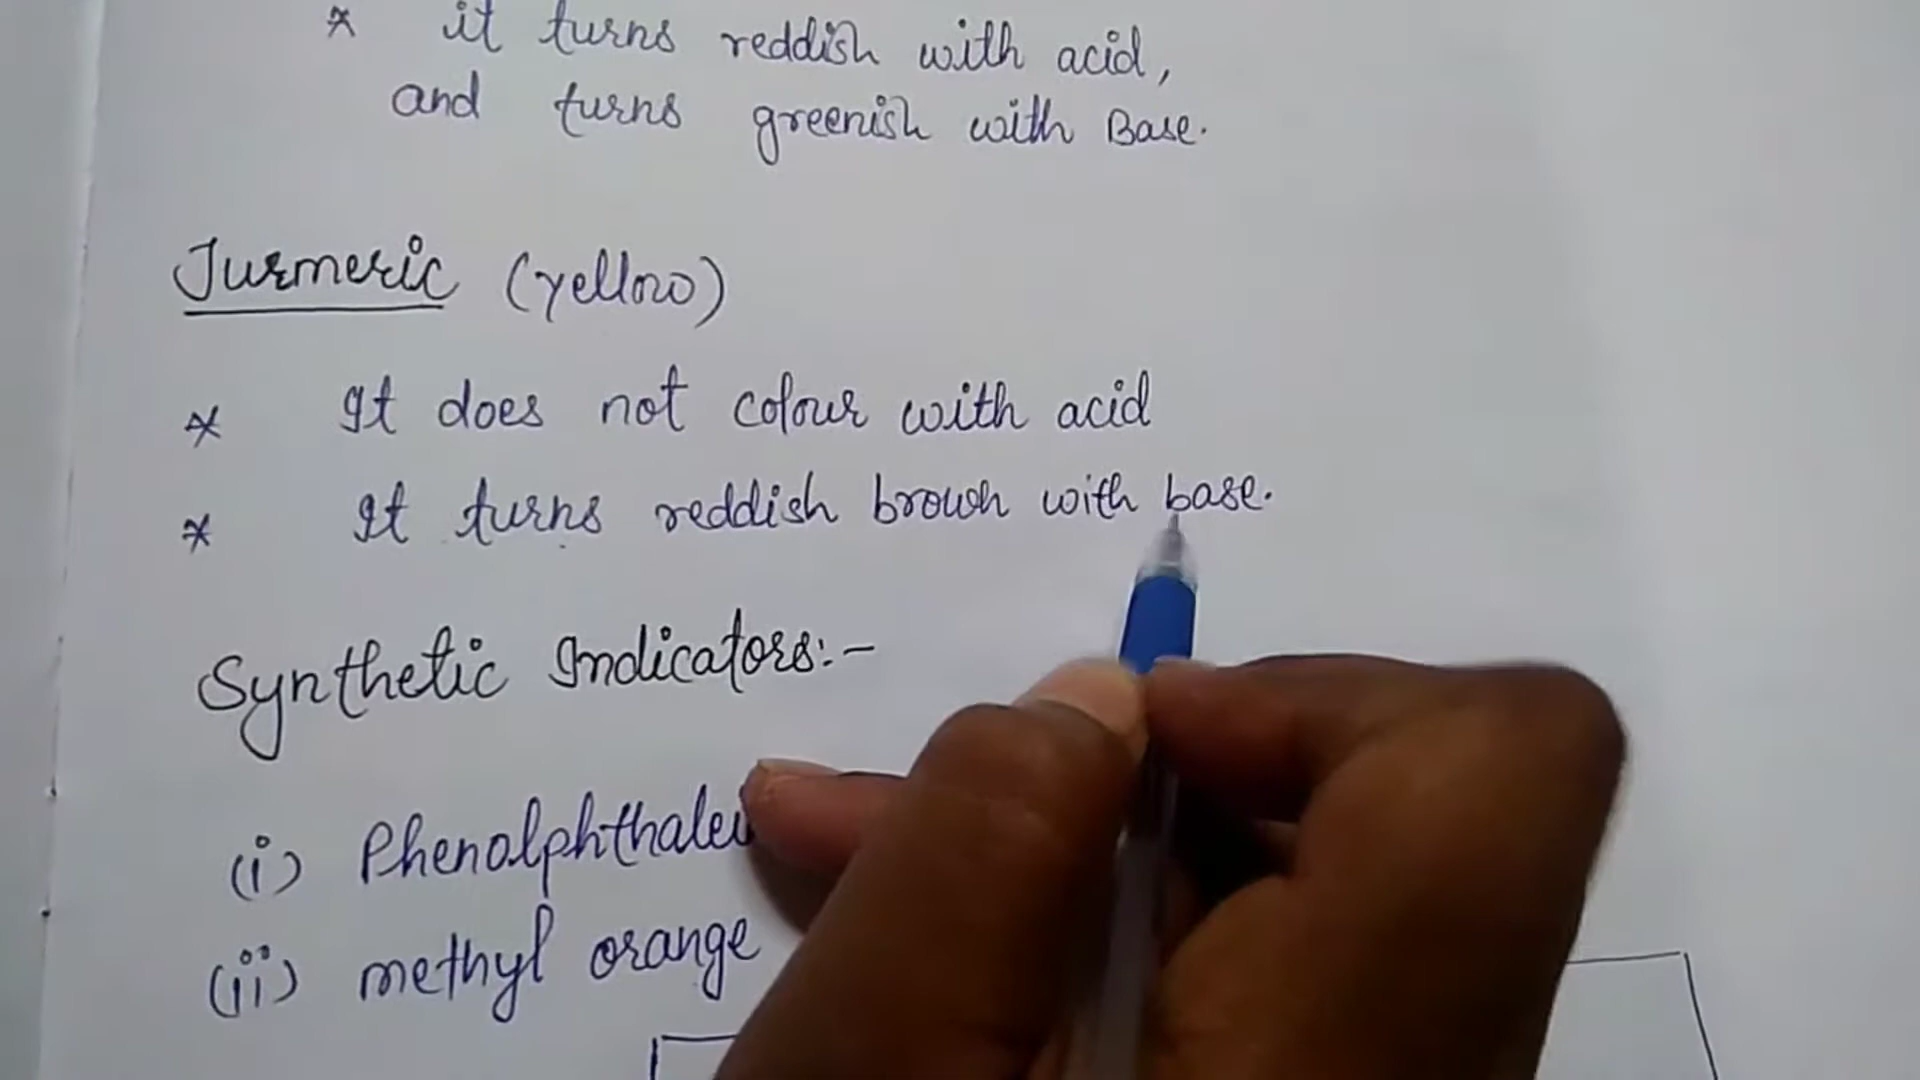 * it turns reddish with acid,
and turns greenish with Base.
Turmeric (yellow)
* It does not colour with acid
* It turns reddish brown with base.
Synthetic Indicators:-
(i) Phenolphthalei
(ii) methyl orange